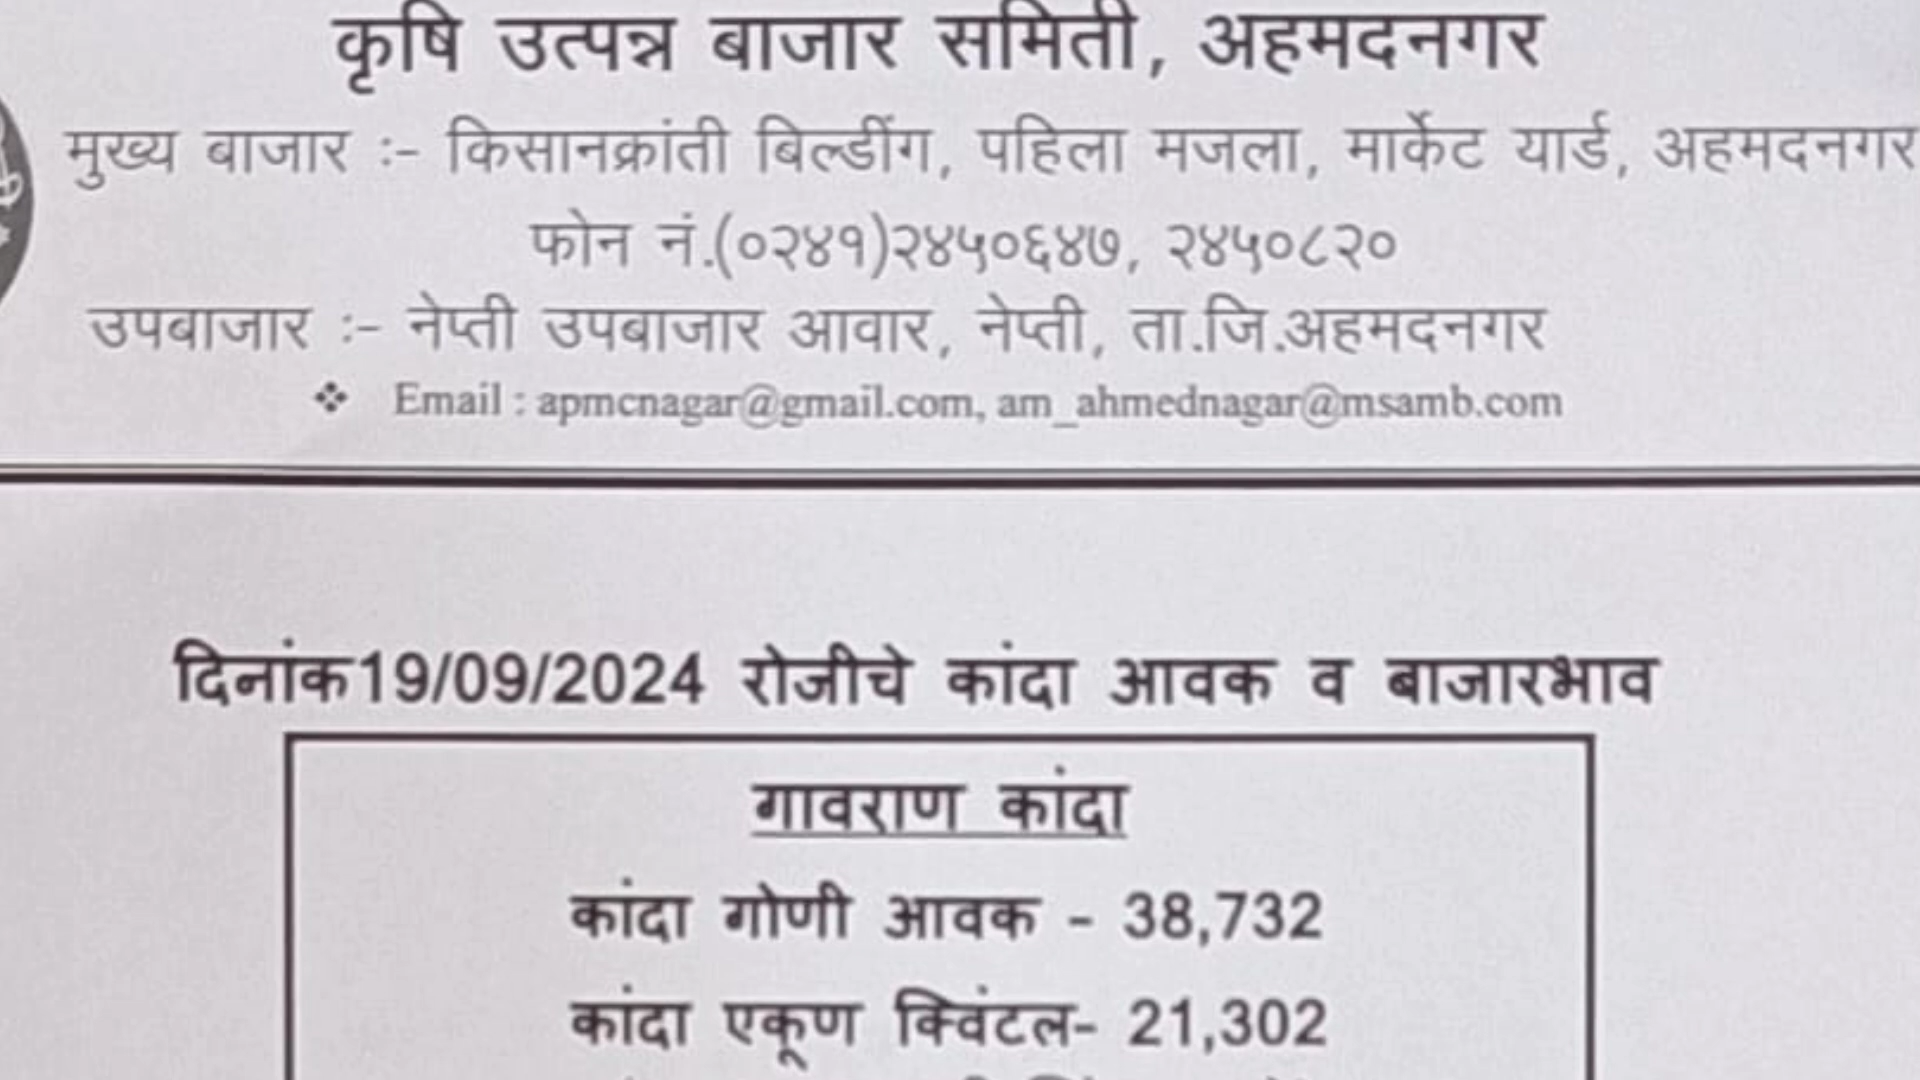 कृषि उत्पन्न बाजार समिती, अहमदनगर
मुख्य बाजार :- किसानक्रांती बिल्डींग, पहिला मजला, मार्केट यार्ड, अहमदनगर
फोन नं.(०२४१)२४५०६४७, २४५०८२०
उपबाजार :- नेप्ती उपबाजार आवार, नेप्ती, ता.जि.अहमदनगर
❖ Email : apmcnagar@gmail.com, am_ahmednagar@msamb.com
दिनांक19/09/2024 रोजीचे कांदा आवक व बाजारभाव
गावराण कांदा
कांदा गोणी आवक - 38,732
कांदा एकूण क्विंटल- 21,302